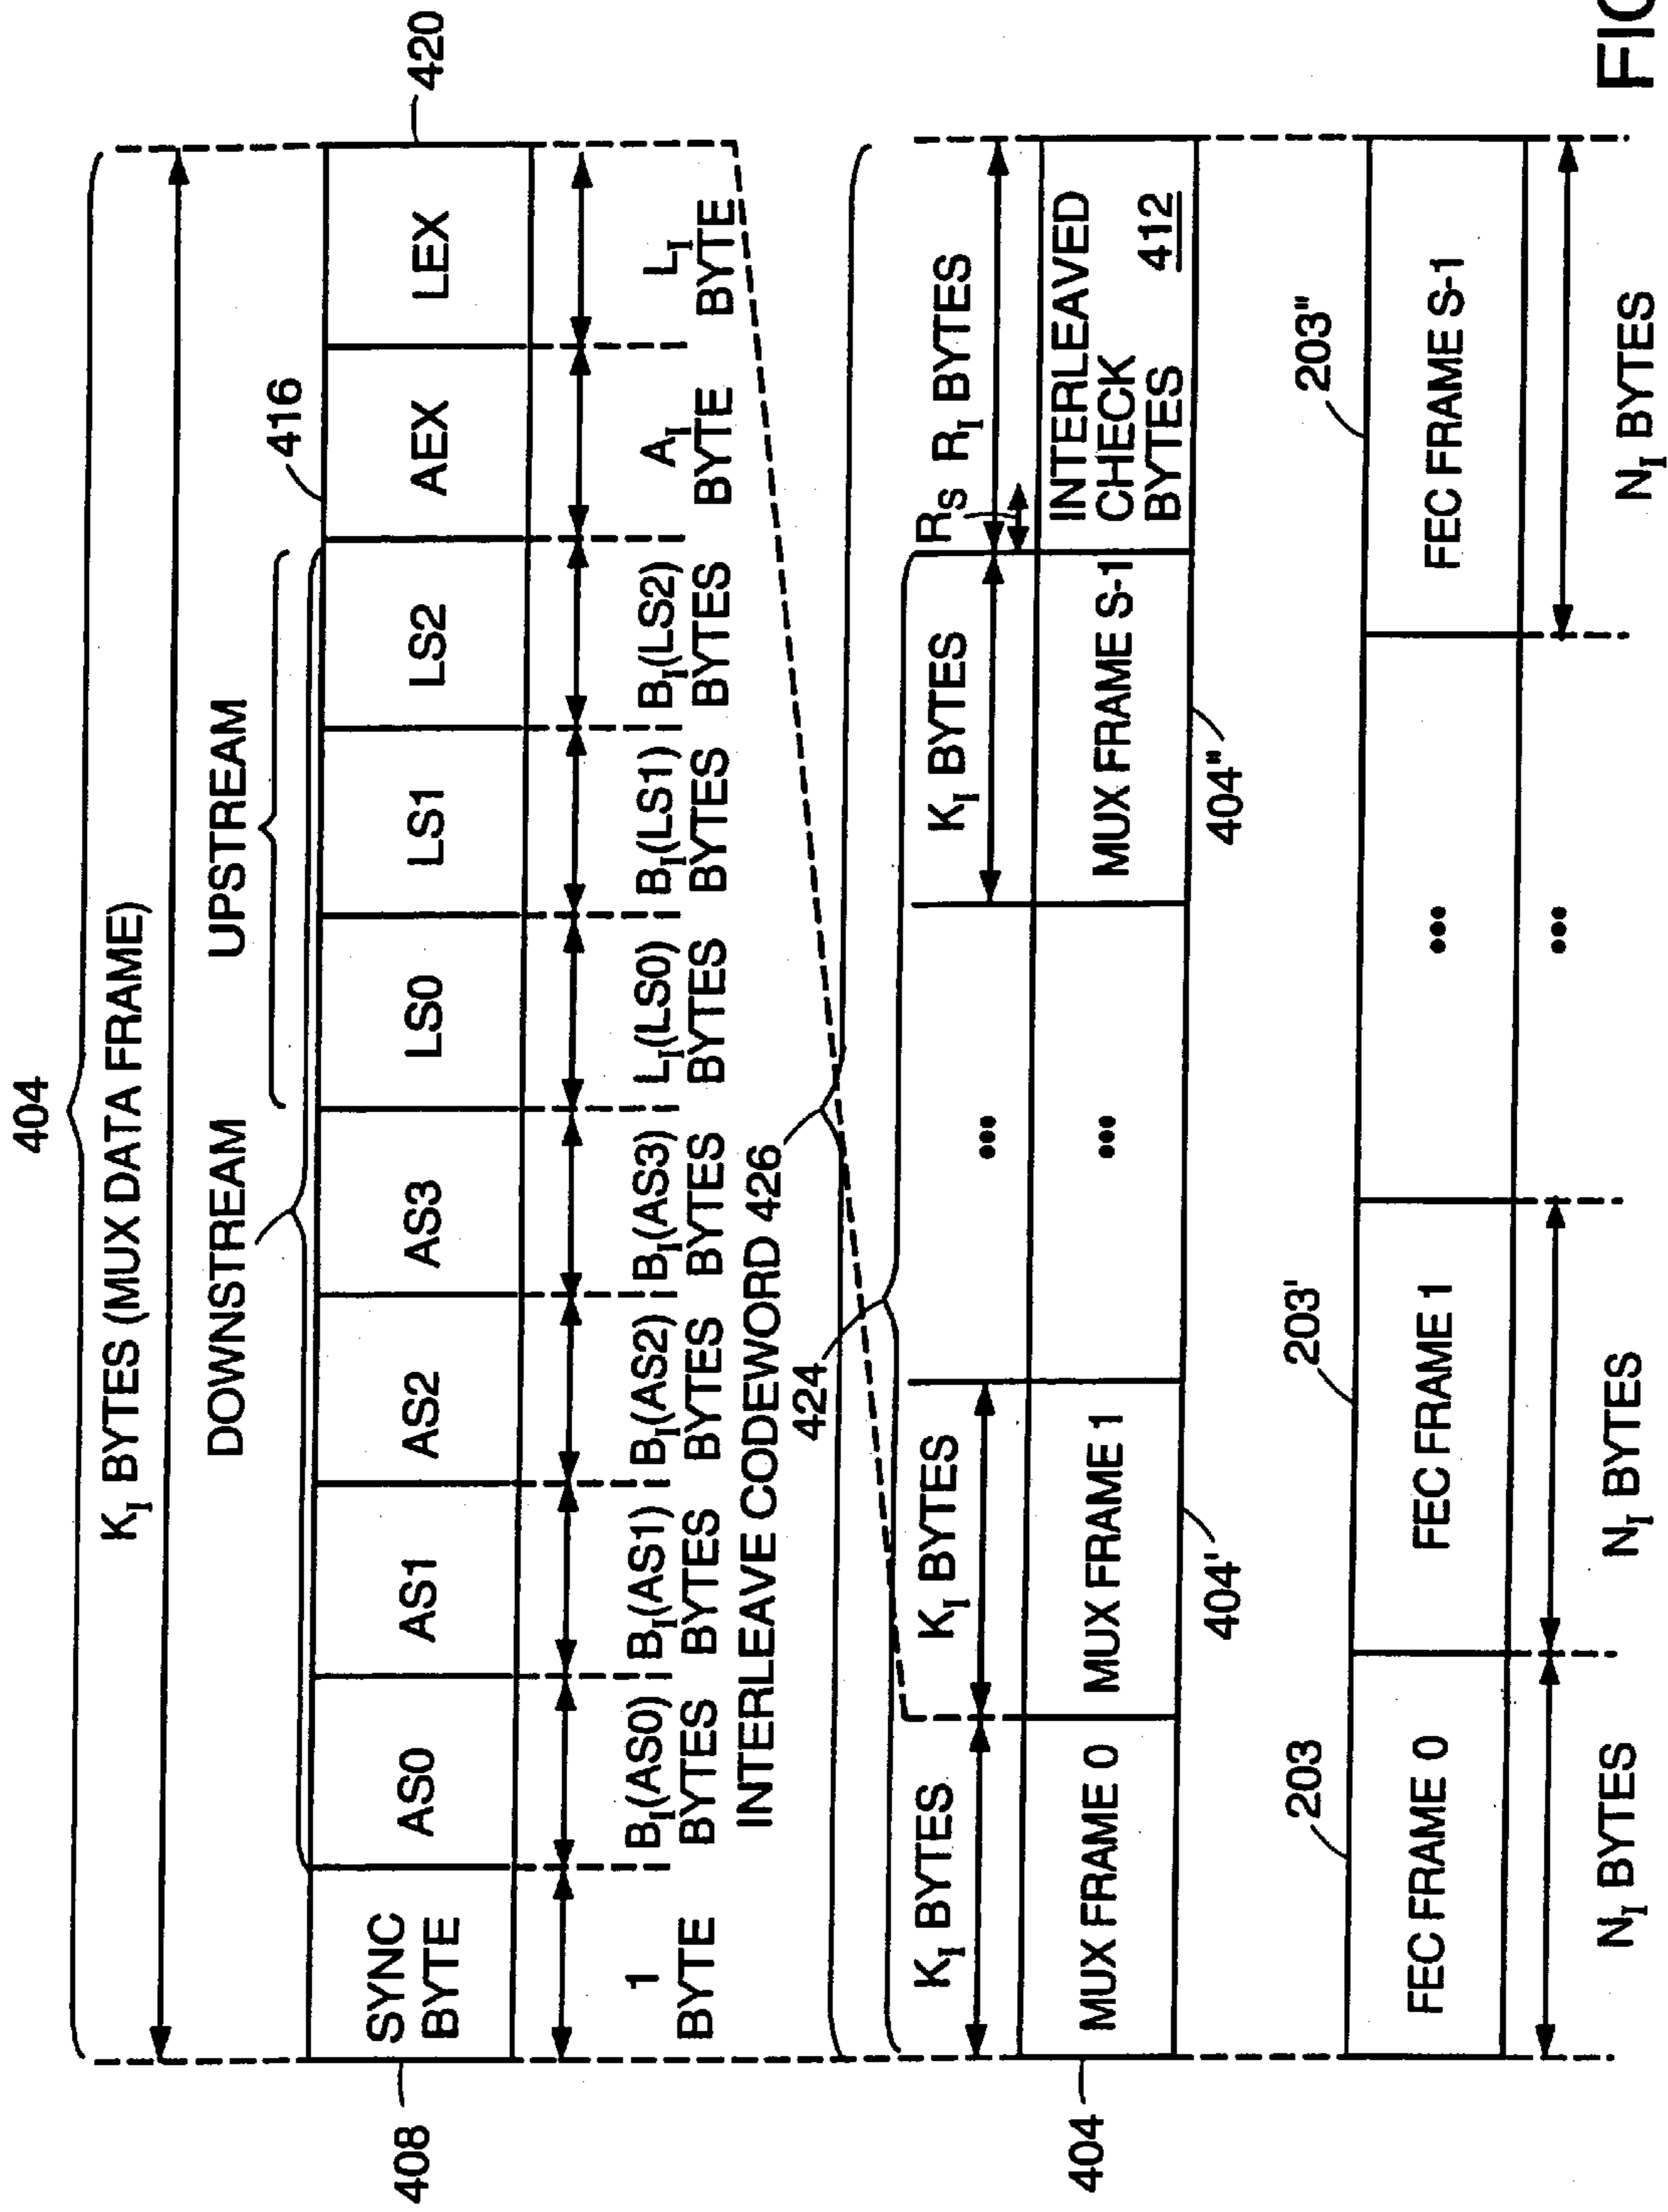 404
K_I BYTES (MUX DATA FRAME)
DOWNSTREAM
UPSTREAM
416
420
408
SYNC BYTE
AS0
AS1
AS2
AS3
LS0
LS1
LS2
AEX
LEX
1 BYTE
B_I(AS0) BYTES
B_I(AS1) BYTES
B_I(AS2) BYTES
B_I(AS3) BYTES
L_I(LS0) BYTES
B_I(LS1) BYTES
B_I(LS2) BYTES
A_I BYTE
L_I BYTE
INTERLEAVE CODEWORD 426
424
K_I BYTES
K_I BYTES
...
K_I BYTES
R_S R_I BYTES
404
MUX FRAME 0
MUX FRAME 1
...
MUX FRAME S-1
INTERLEAVED
CHECK
BYTES 412
404'
404"
203
203'
203"
FEC FRAME 0
FEC FRAME 1
...
FEC FRAME S-1
N_I BYTES
N_I BYTES
...
N_I BYTES